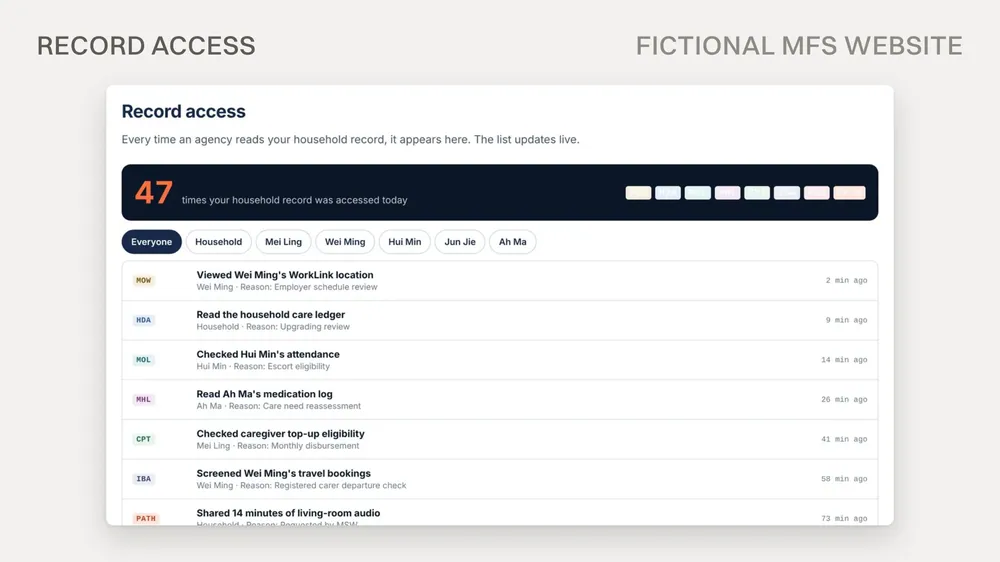 RECORD ACCESS
FICTIONAL MFS WEBSITE
Record access
Every time an agency reads your household record, it appears here. The list updates live.
47 times your household record was accessed today
Everyone Household Mei Ling Wei Ming Hui Min Jun Jie Ah Ma
MOW Viewed Wei Ming's WorkLink location 2 min ago
Wei Ming · Reason: Employer schedule review
HDA Read the household care ledger 9 min ago
Household · Reason: Upgrading review
MOL Checked Hui Min's attendance 14 min ago
Hui Min · Reason: Escort eligibility
MHL Read Ah Ma's medication log 26 min ago
Ah Ma · Reason: Care need reassessment
CPT Checked caregiver top-up eligibility 41 min ago
Mei Ling · Reason: Monthly disbursement
IBA Screened Wei Ming's travel bookings 58 min ago
Wei Ming · Reason: Registered carer departure check
PATH Shared 14 minutes of living-room audio 73 min ago
Household · Reason: Requested by MSW